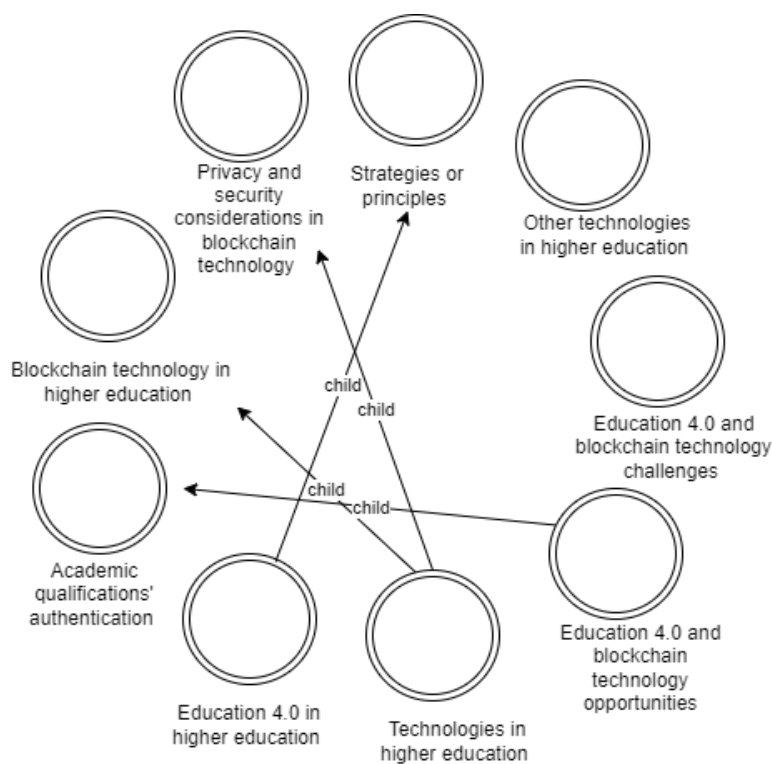 Privacy and
security
considerations in
blockchain
technology
Strategies or
principles
Other technologies
in higher education
Blockchain technology in
higher education
child
child
Education 4.0 and
blockchain technology
challenges
child
child
Academic
qualifications'
authentication
Education 4.0 in
higher education
Technologies in
higher education
Education 4.0 and
blockchain
technology
opportunities